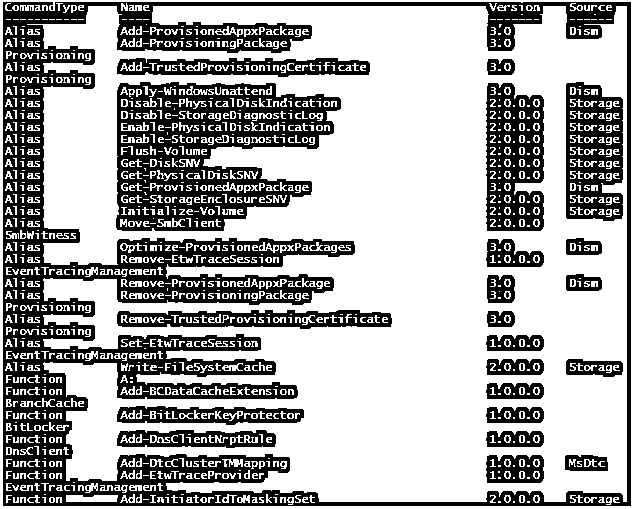 CommandType Name Version Source
----------- ---- ------- ------
Alias Add-ProvisionedAppxPackage 3.0 Dism
Alias Add-ProvisioningPackage 3.0
Provisioning
Alias Add-TrustedProvisioningCertificate 3.0
Provisioning
Alias Apply-WindowsUnattend 3.0 Dism
Alias Disable-PhysicalDiskIndication 2.0.0.0 Storage
Alias Disable-StorageDiagnosticLog 2.0.0.0 Storage
Alias Enable-PhysicalDiskIndication 2.0.0.0 Storage
Alias Enable-StorageDiagnosticLog 2.0.0.0 Storage
Alias Flush-Volume 2.0.0.0 Storage
Alias Get-DiskSNV 2.0.0.0 Storage
Alias Get-PhysicalDiskSNV 2.0.0.0 Storage
Alias Get-ProvisionedAppxPackage 3.0 Dism
Alias Get-StorageEnclosureSNV 2.0.0.0 Storage
Alias Initialize-Volume 2.0.0.0 Storage
Alias Move-SmbClient 2.0.0.0
SmbWitness
Alias Optimize-ProvisionedAppxPackages 3.0 Dism
Alias Remove-EtwTraceSession 1.0.0.0
EventTracingManagement
Alias Remove-ProvisionedAppxPackage 3.0 Dism
Alias Remove-ProvisioningPackage 3.0
Provisioning
Alias Remove-TrustedProvisioningCertificate 3.0
Provisioning
Alias Set-EtwTraceSession 1.0.0.0
EventTracingManagement
Alias Write-FileSystemCache 2.0.0.0 Storage
Function A:
Function Add-BCDataCacheExtension 1.0.0.0
BranchCache
Function Add-BitLockerKeyProtector 1.0.0.0
BitLocker
Function Add-DnsClientNrptRule 1.0.0.0
DnsClient
Function Add-DtcClusterTMMapping 1.0.0.0 MsDtc
Function Add-EtwTraceProvider 1.0.0.0
EventTracingManagement
Function Add-InitiatorIdToMaskingSet 2.0.0.0 Storage